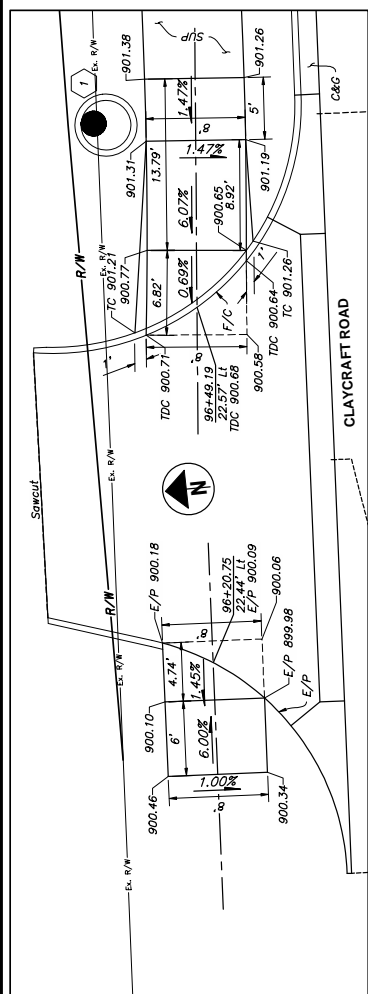 Ex. R/W
901.38
SUP
901.26
1
R/W
Ex. R/W
1.47%
5'
C&G
8'
901.31
13.79'
1.47%
901.19
6.07%
900.65
8.92'
TC 901.21
900.77
6.82'
0.69%
1'
TDC 900.64
TC 901.26
1'
F/C
TDC 900.71
8'
96+49.19
22.57' Lt
TDC 900.68
900.58
Sawcut
Ex. R/W
CLAYCRAFT ROAD
N
R/W
E/P 900.18
Ex. R/W
96+20.75
22.44' Lt
E/P 900.09
900.06
8'
4.74'
1.45%
E/P 899.98
E/P
900.10
6'
6.00%
900.46
1.00%
8'
900.34
Ex. R/W